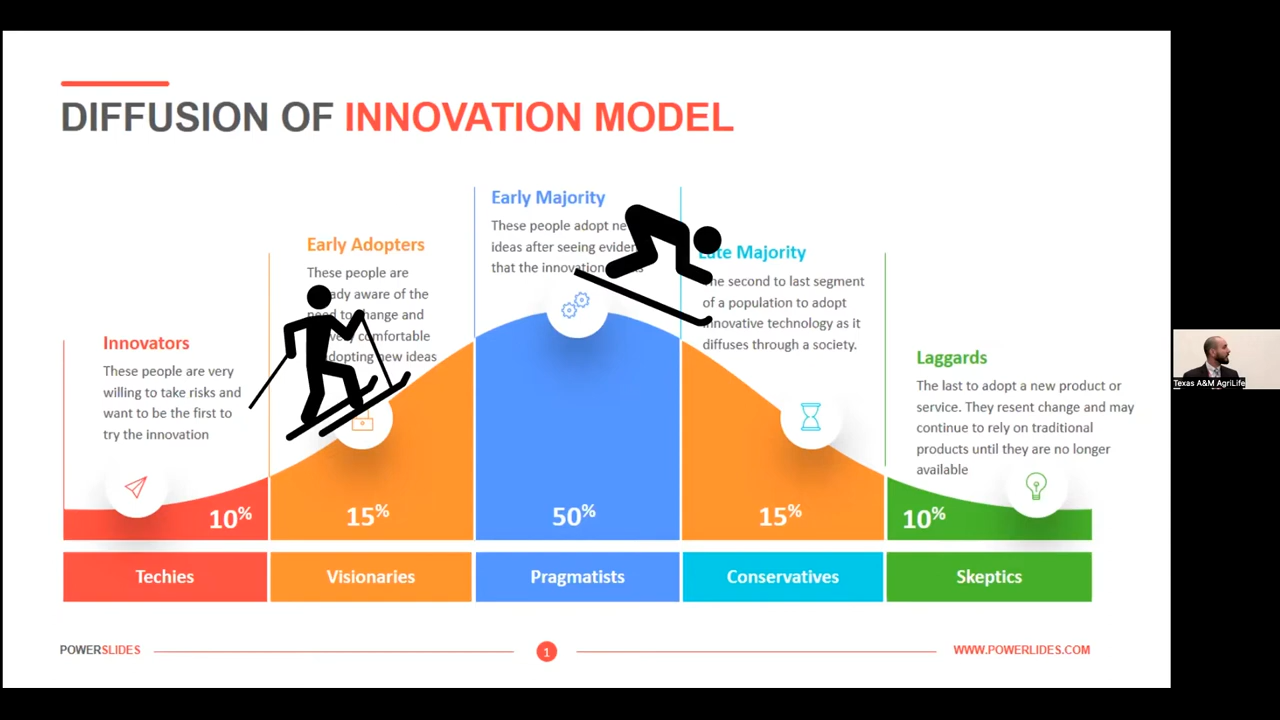 DIFFUSION OF INNOVATION MODEL
Innovators
These people are very
willing to take risks and
want to be the first to
try the innovation
Early Adopters
These people are
aware of the
change and
comfortable
new ideas
Early Majority
These people adopt
ideas after seeing
that the innovation
Late Majority
The second to last segment
of a population to adopt
innovative technology as it
diffuses through a society.
Laggards
The last to adopt a new product or
service. They resent change and may
continue to rely on traditional
products until they are no longer
available
10%
15%
50%
15%
10%
Techies
Visionaries
Pragmatists
Conservatives
Skeptics
POWERSLIDES
1
WWW.POWERLIDES.COM
Texas A&M AgriLife